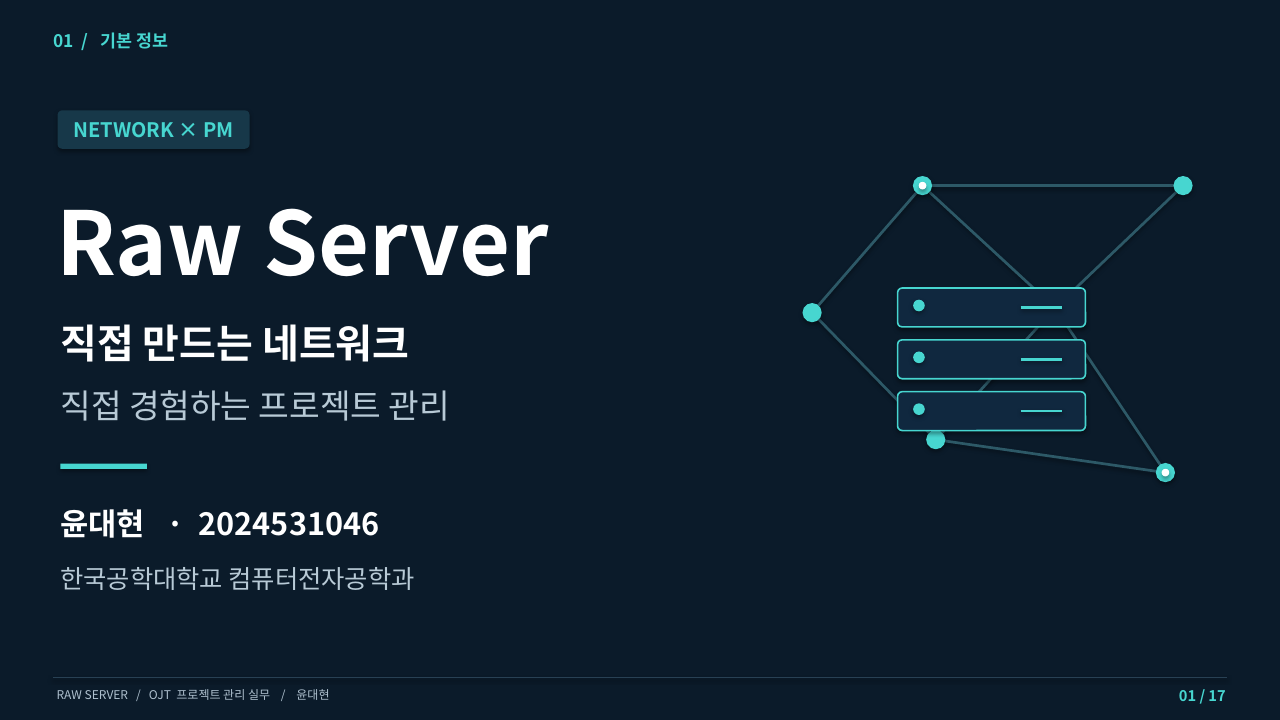 01 / 기본 정보
NETWORK × PM
Raw Server
직접 만드는 네트워크
직접 경험하는 프로젝트 관리
윤대현 · 2024531046
한국공학대학교 컴퓨터전자공학과
RAW SERVER / OJT 프로젝트 관리 실무 / 윤대현
01 / 17